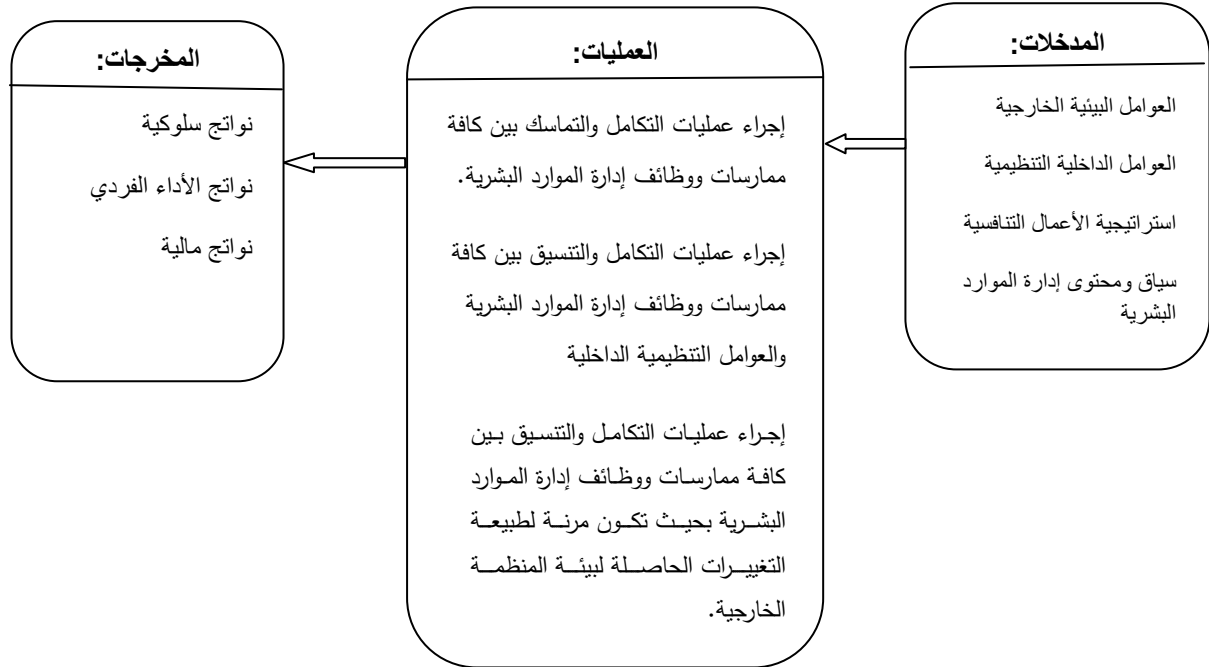 المدخلات:
العوامل البيئية الخارجية
العوامل الداخلية التنظيمية
استراتيجية الأعمال التنافسية
سياق ومحتوى إدارة الموارد
البشرية
العمليات:
إجراء عمليات التكامل والتماسك بين كافة
ممارسات ووظائف إدارة الموارد البشرية.
إجراء عمليات التكامل والتنسيق بين كافة
ممارسات ووظائف إدارة الموارد البشرية
والعوامل التنظيمية الداخلية
إجراء عمليات التكامل والتنسيق بين
كافة ممارسات ووظائف إدارة الموارد
البشرية بحيث تكون مرنة لطبيعة
التغييرات الحاصلة لبيئة المنظمة
الخارجية.
المخرجات:
نواتج سلوكية
نواتج الأداء الفردي
نواتج مالية